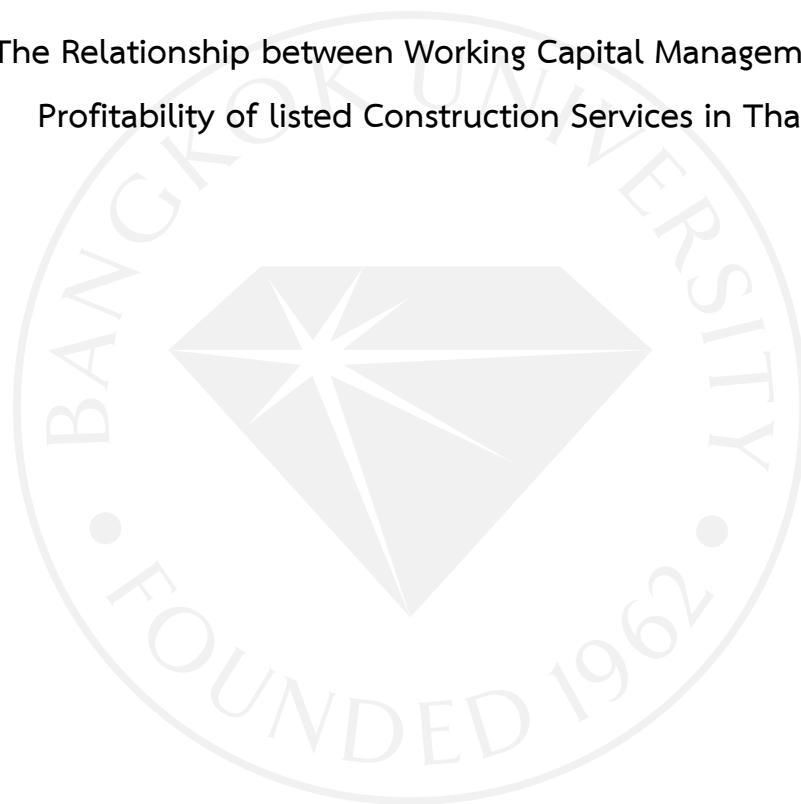 The Relationship between Working Capital Managem
Profitability of listed Construction Services in Tha
BANGKOK UNIVERSITY
• FOUNDED 1962 •